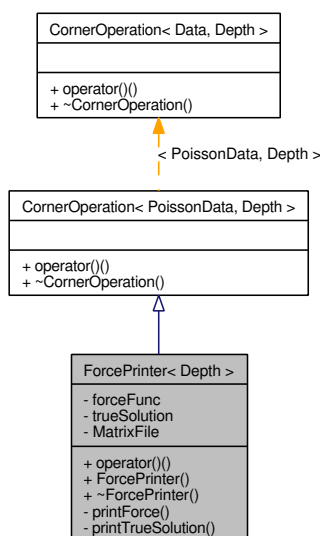 CornerOperation< Data, Depth >
+ operator()()
+ ~CornerOperation()
< PoissonData, Depth >
CornerOperation< PoissonData, Depth >
+ operator()()
+ ~CornerOperation()
ForcePrinter< Depth >
- forceFunc
- trueSolution
- MatrixFile
+ operator()()
+ ForcePrinter()
+ ~ForcePrinter()
- printForce()
- printTrueSolution()